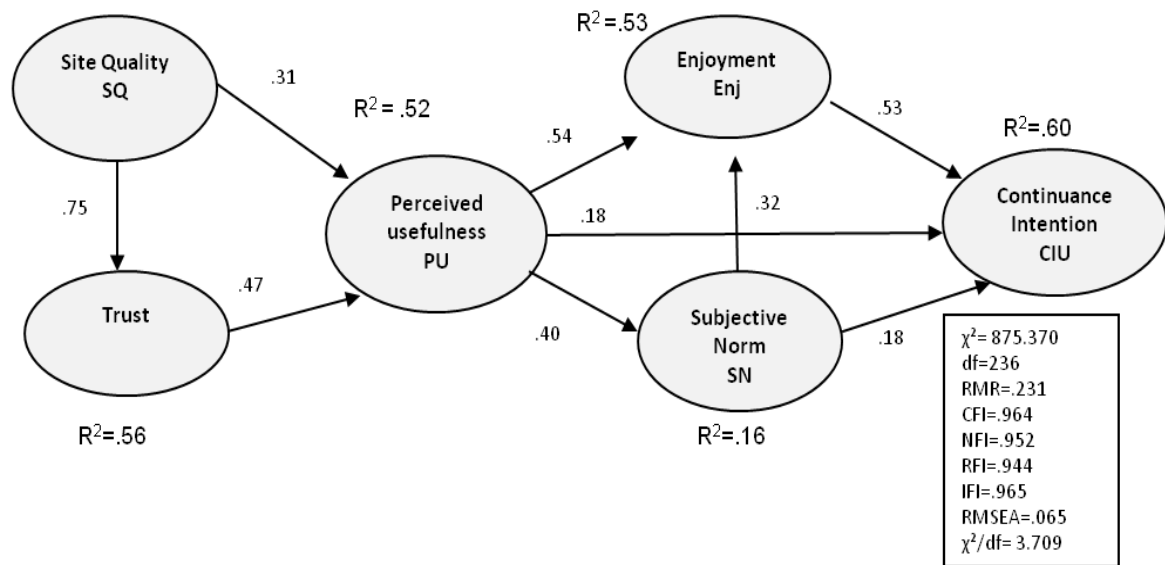 Site Quality
SQ
.31
.75
Trust
.47
R²=.56
R² = .52
Perceived
usefulness
PU
.54
.18
.40
R²=.53
Enjoyment
Enj
.53
.32
Subjective
Norm
SN
.18
R²=.16
R²=.60
Continuance
Intention
CIU
χ²= 875.370
df=236
RMR=.231
CFI=.964
NFI=.952
RFI=.944
IFI=.965
RMSEA=.065
χ²/df= 3.709